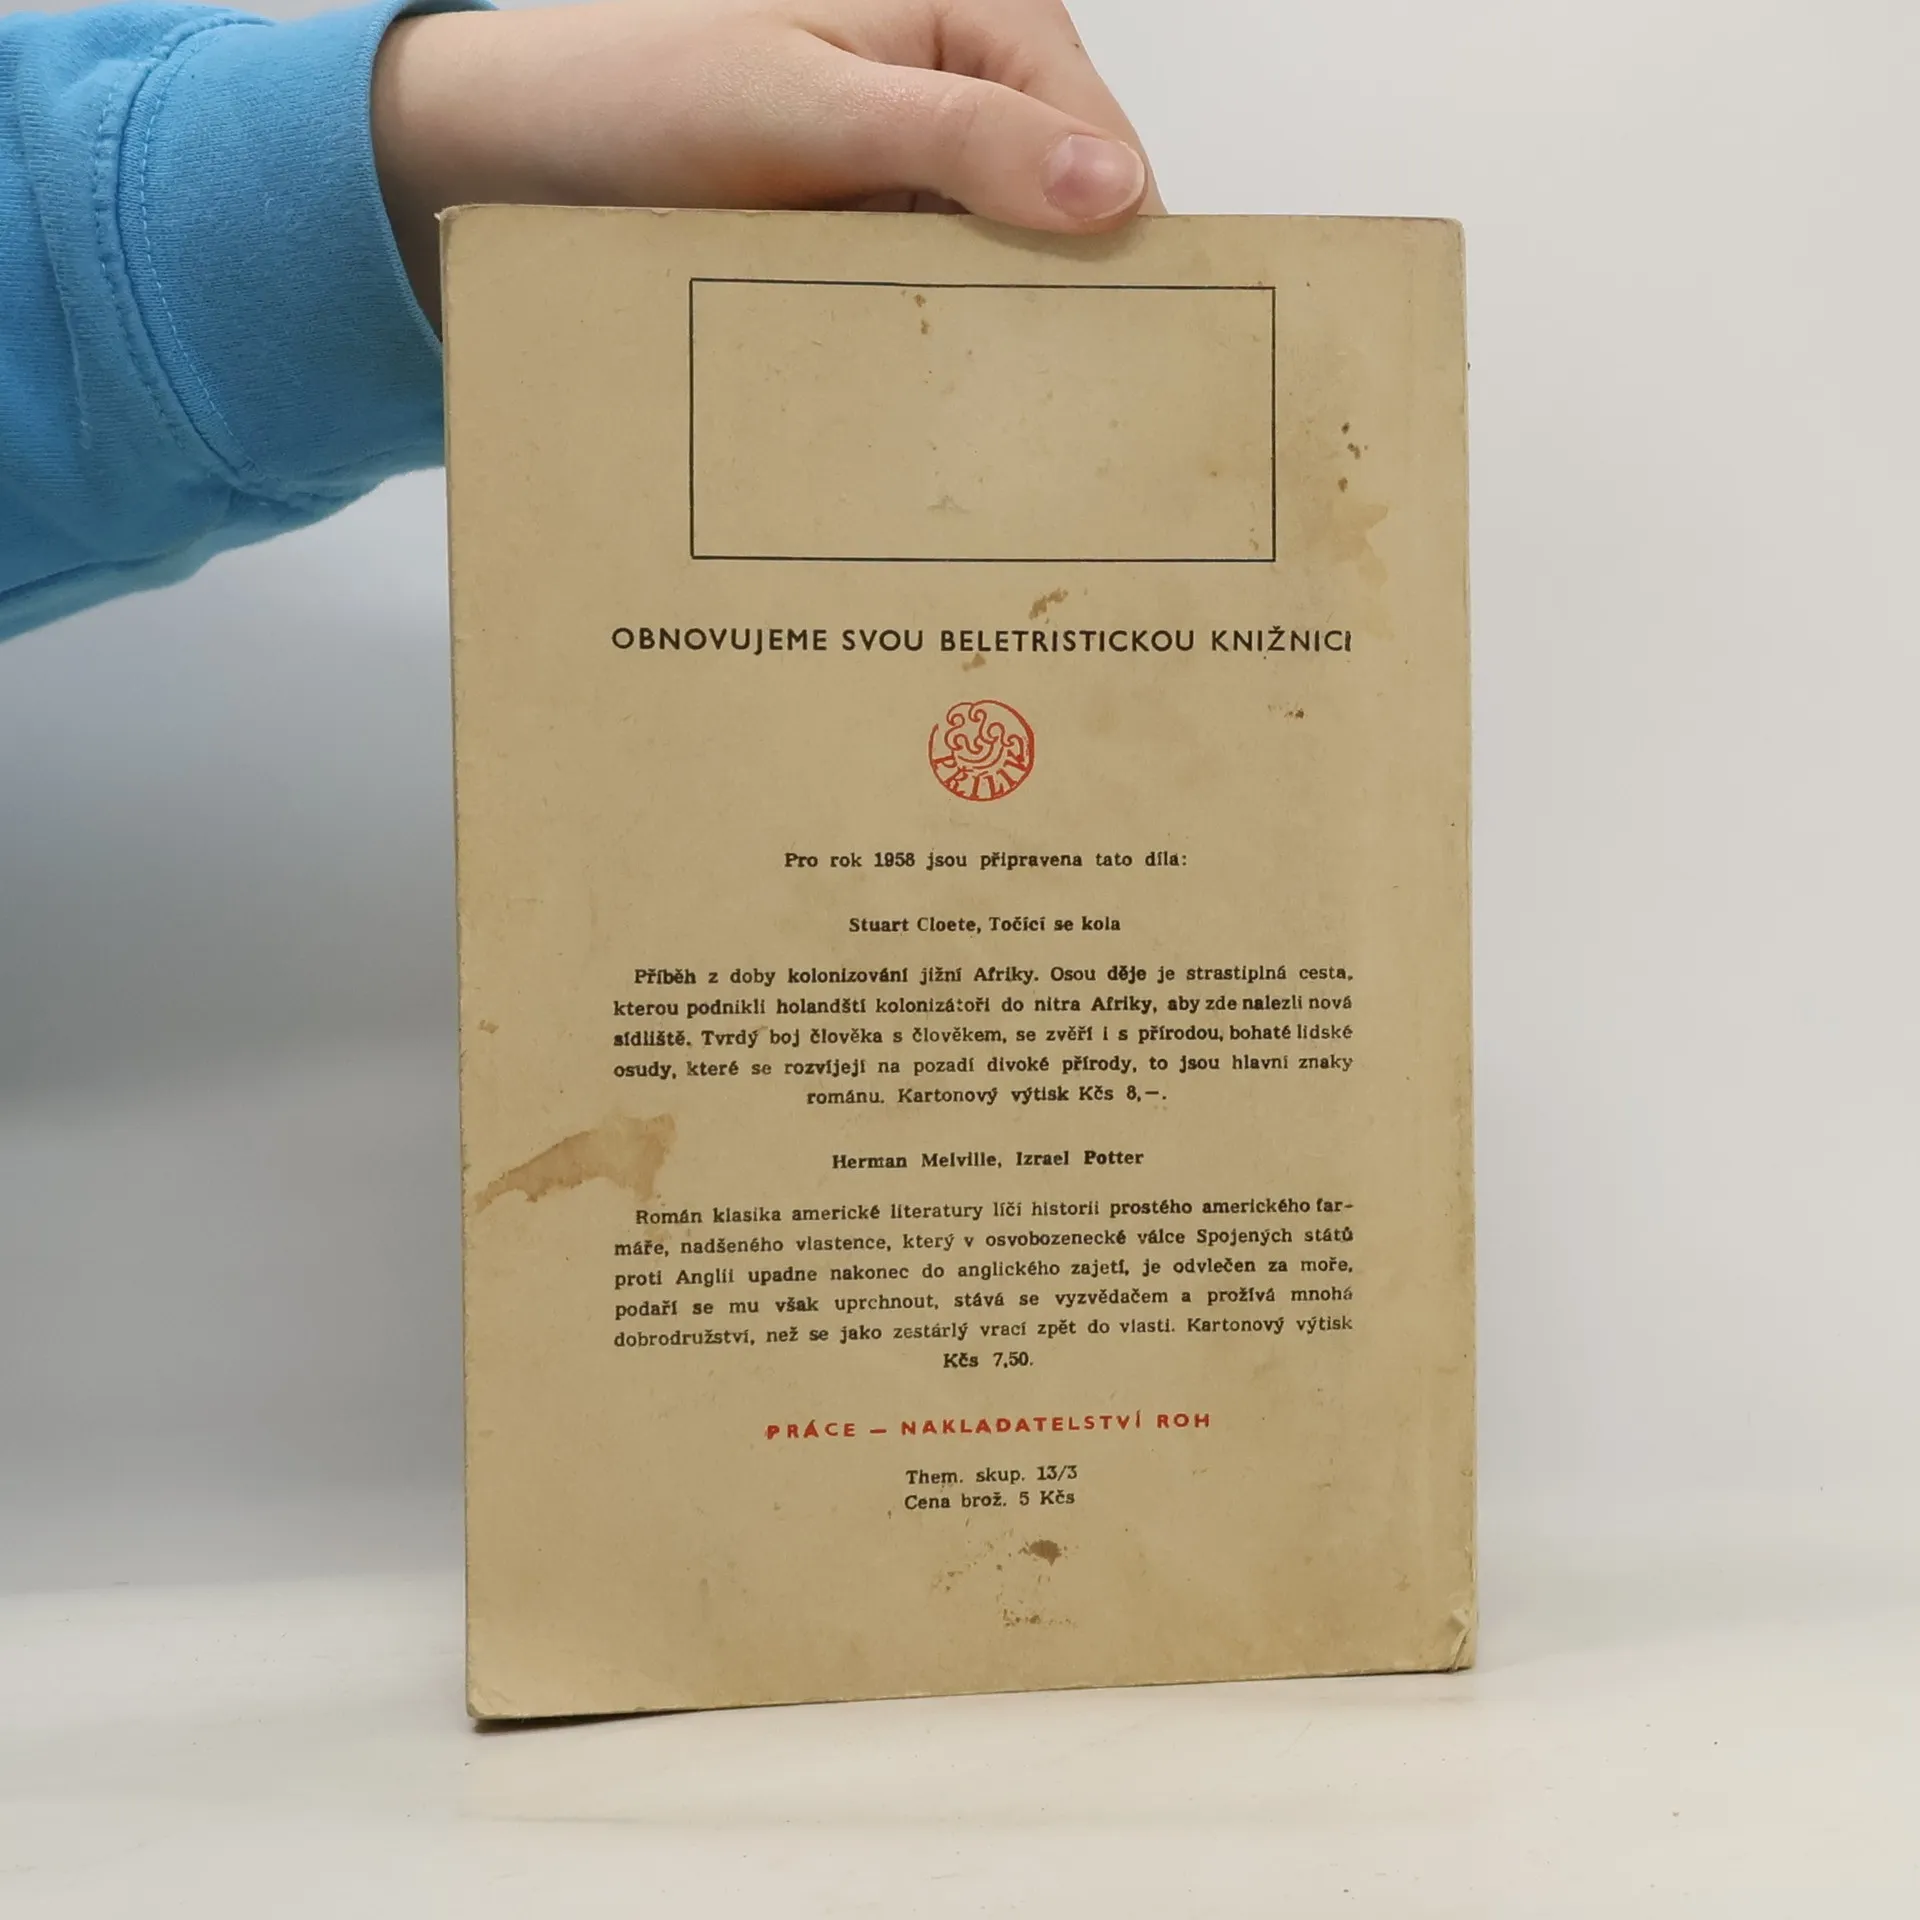 OBNOVUJEME SVOU BELETRISTICKOU KNIŽNICI
PŘÍLIV
Pro rok 1958 jsou připravena tato díla:
Stuart Cloete, Točící se kola
Příběh z doby kolonizování jižní Afriky. Osou děje je strastiplná cesta,
kterou podnikli holandští kolonizátoři do nitra Afriky, aby zde nalezli nová
sídliště. Tvrdý boj člověka s člověkem, se zvěří i s přírodou, bohaté lidské
osudy, které se rozvíjejí na pozadí divoké přírody, to jsou hlavní znaky
románu. Kartonový výtisk Kčs 8,—.
Herman Melville, Izrael Potter
Román klasika americké literatury líčí historii prostého amerického far-
máře, nadšeného vlastence, který v osvobozenecké válce Spojených států
proti Anglii upadne nakonec do anglického zajetí, je odvlečen za moře,
podaří se mu však uprchnout, stává se vyzvědačem a prožívá mnohá
dobrodružství, než se jako zestárlý vrací zpět do vlasti. Kartonový výtisk
Kčs 7,50.
PRÁCE — NAKLADATELSTVÍ ROH
Them. skup. 13/3
Cena brož. 5 Kčs